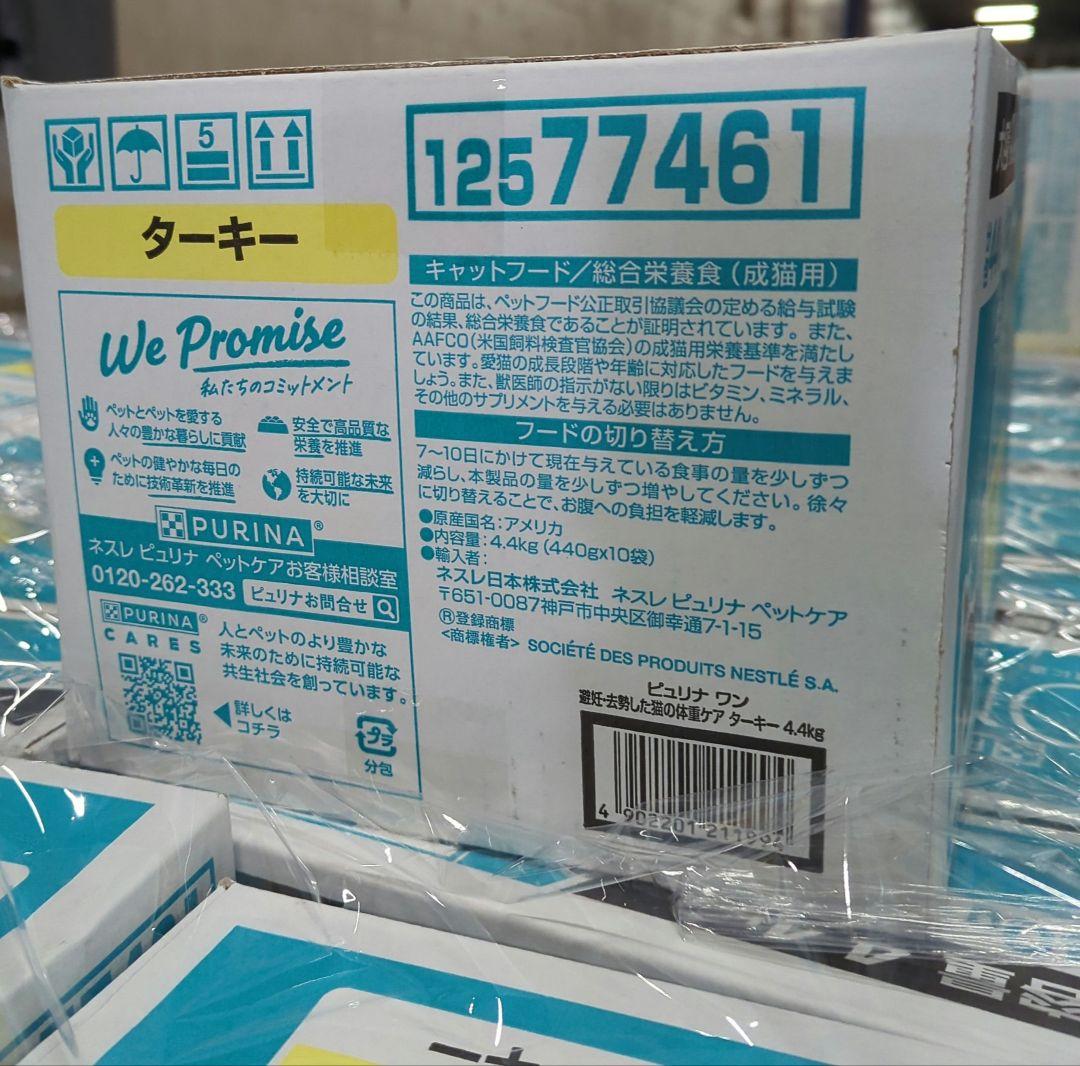 5
12577461
ターキー
キャットフード/総合栄養食(成猫用)
この商品は、ペットフード公正取引協議会の定める給与試験
の結果、総合栄養食であることが証明されています。また、
AAFCO(米国飼料検査官協会)の成猫用栄養基準を満たし
ています。愛猫の成長段階や年齢に対応したフードを与えま
しょう。また、獣医師の指示がない限りはビタミン、ミネラル、
その他のサプリメントを与える必要はありません。
フードの切り替え方
7～10日にかけて現在与えている食事の量を少しずつ
減らし、本製品の量を少しずつ増やしてください。徐々
に切り替えることで、お腹への負担を軽減します。
●原産国名:アメリカ
●内容量:4.4kg(440gx10袋)
●輸入者:
ネスレ日本株式会社 ネスレ ピュリナ ペットケア
〒651-0087神戸市中央区御幸通7-1-15
®登録商標
<商標権者> SOCIÉTÉ DES PRODUITS NESTLÉ S.A.
ピュリナ ワン
避妊・去勢した猫の体重ケア ターキー 4.4kg
We Promise
私たちのコミットメント
ペットとペットを愛する
人々の豊かな暮らしに貢献
安全で高品質な
栄養を推進
ペットの健やかな毎日の
ために技術革新を推進
持続可能な未来
を大切に
PURINA®
ネスレ ピュリナ ペットケアお客様相談室
0120-262-333 ピュリナお問合せ
PURINA®
CARES
人とペットのより豊かな
未来のために持続可能な
共生社会を創っています。
詳しくは
コチラ
プラ
分包